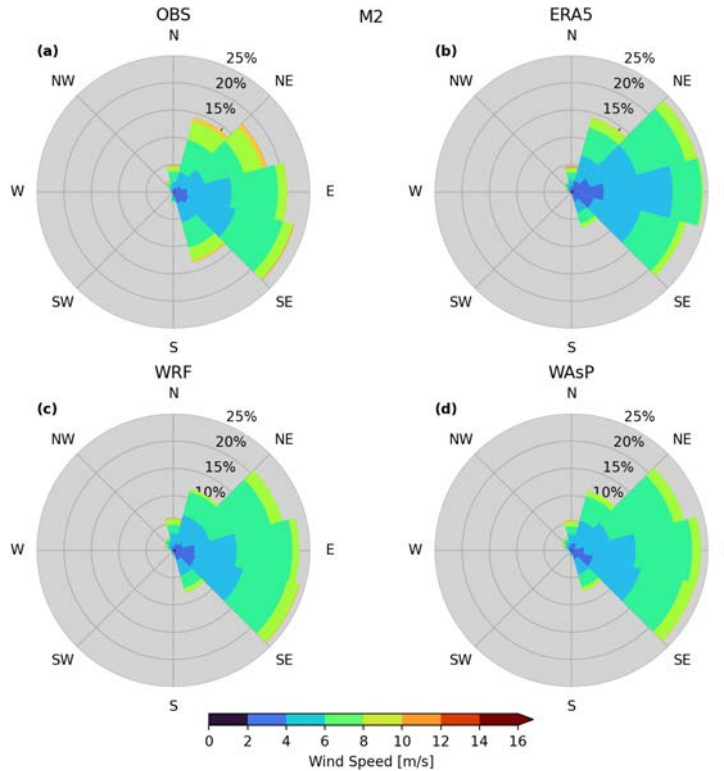 OBS M2 ERA5
(a) N 25% (b) N 25%
NW 20% NE NW 20% NE
15% 15%
W E W
SW SE SW SE
S S
WRF WAsP
(c) N 25% (d) N 25%
NW 20% NE NW 20% NE
15% 15%
10% 10%
W E W
SW SE SW SE
S S
0 2 4 6 8 10 12 14 16
Wind Speed [m/s]